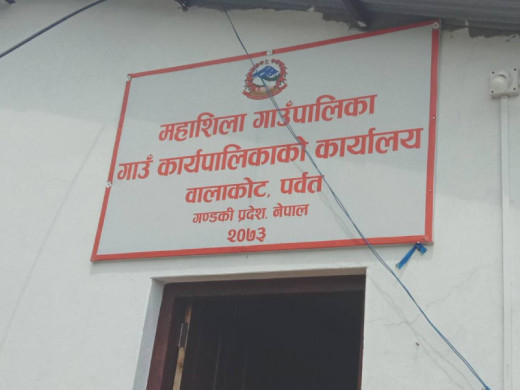 महाशिला गाउँपालिका
गाउँ कार्यपालिकाको कार्यालय
वालाकोट, पर्वत
गण्डकी प्रदेश, नेपाल
२०७३